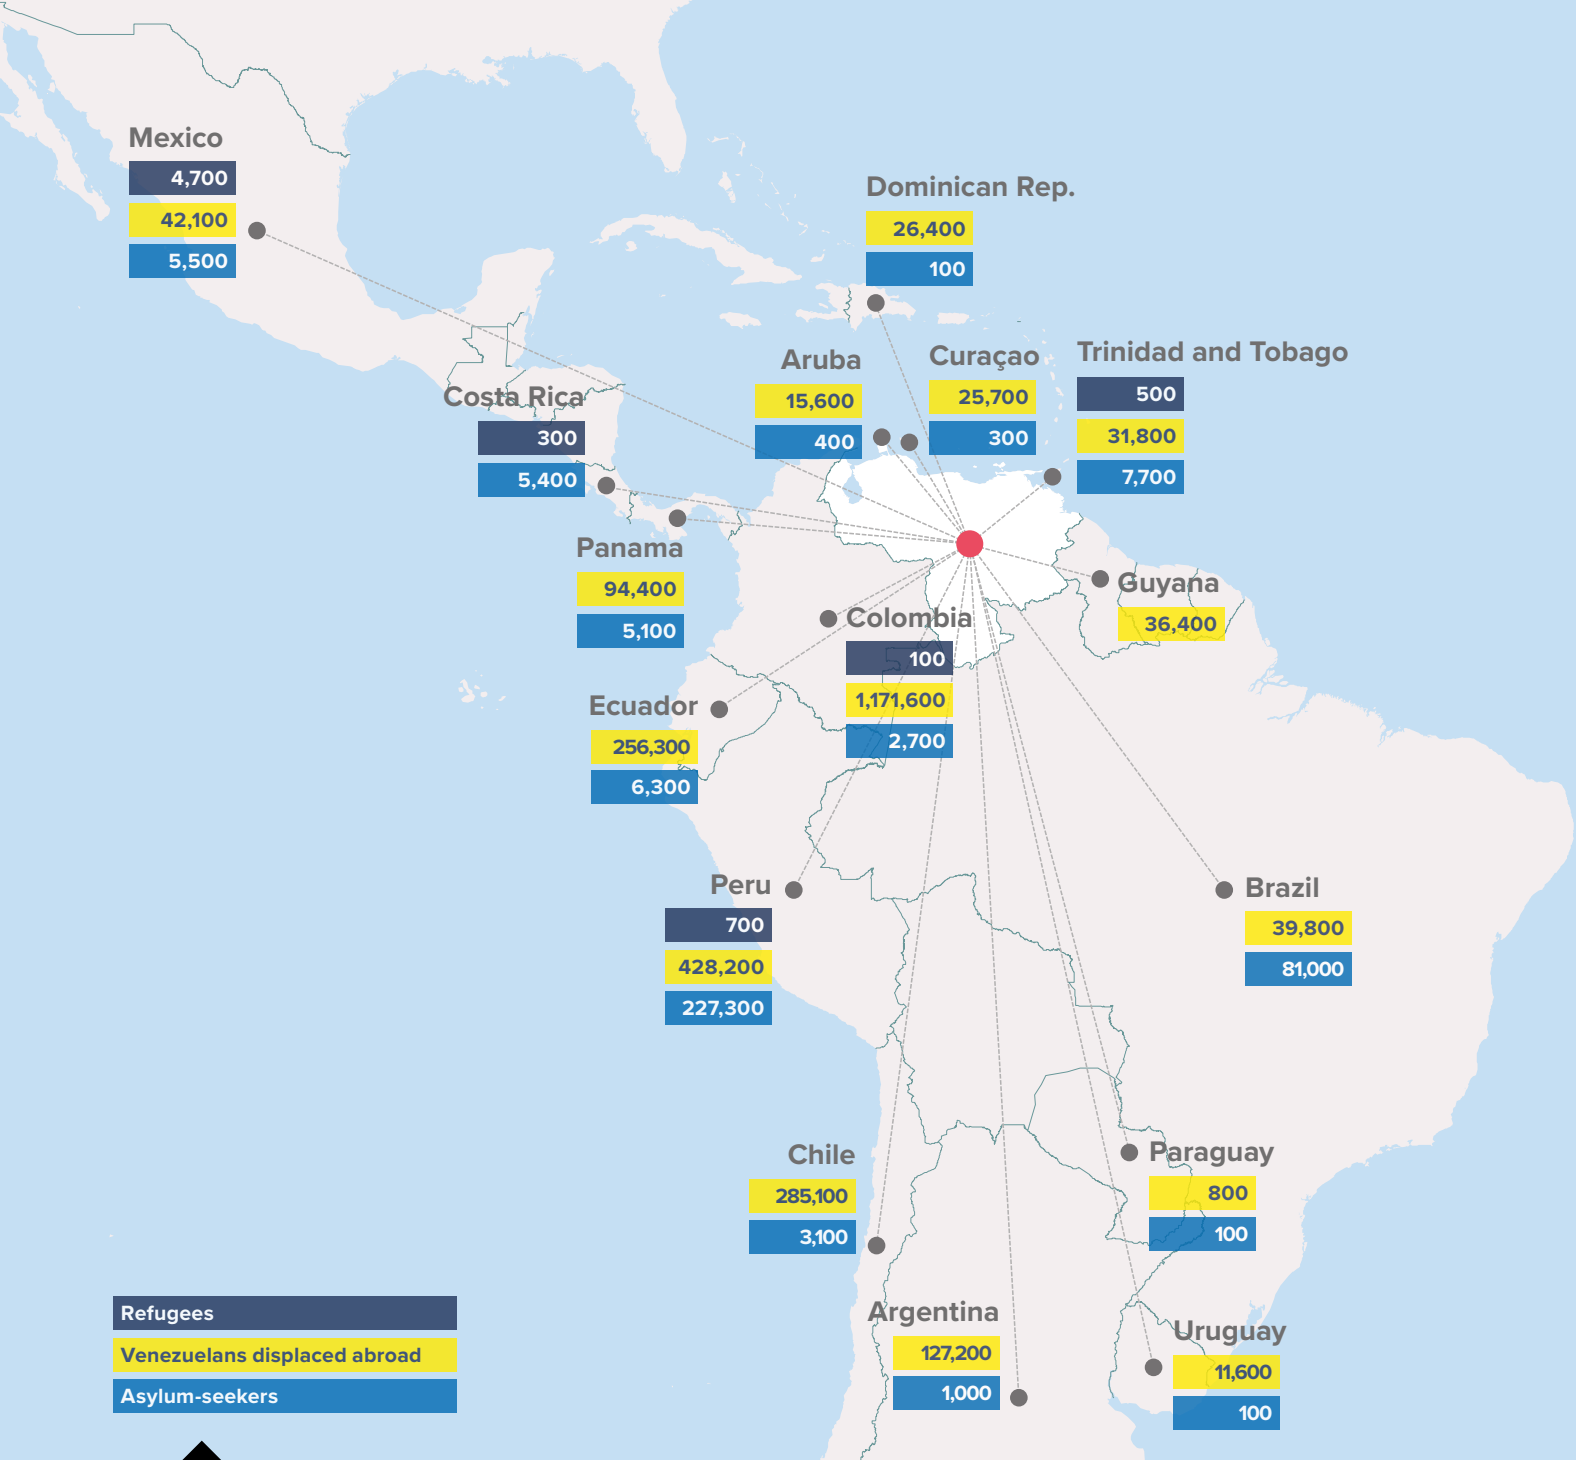 Mexico
4,700
42,100
5,500
Dominican Rep.
26,400
100
Aruba
15,600
400
Curaçao
25,700
300
Trinidad and Tobago
500
31,800
7,700
Costa Rica
300
5,400
Panama
94,400
5,100
Guyana
36,400
Colombia
100
1,171,600
2,700
Ecuador
256,300
6,300
Peru
700
428,200
227,300
Brazil
39,800
81,000
Chile
285,100
3,100
Paraguay
800
100
Argentina
127,200
1,000
Uruguay
11,600
100
Refugees
Venezuelans displaced abroad
Asylum-seekers